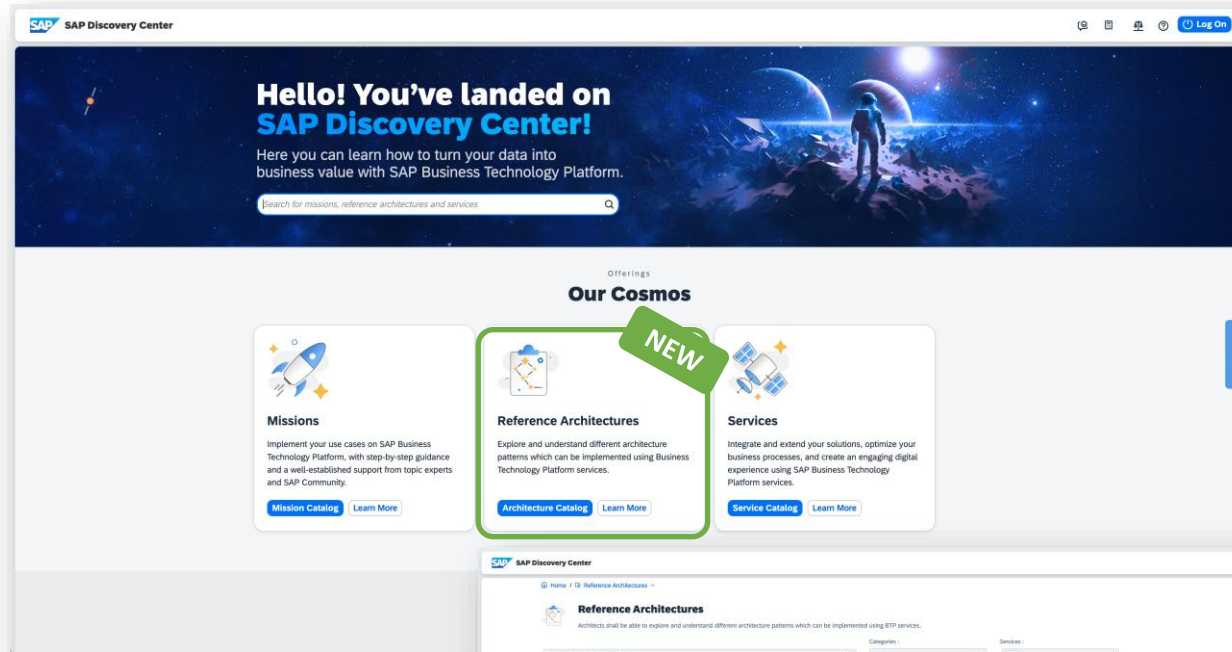 SAP SAP Discovery Center
Log On
Hello! You've landed on
SAP Discovery Center!
Here you can learn how to turn your data into
business value with SAP Business Technology Platform.
Search for missions, reference architectures and services
Offerings
Our Cosmos
NEW
Missions
Implement your use cases on SAP Business
Technology Platform, with step-by-step guidance
and a well-established support from topic experts
and SAP Community.
Mission Catalog Learn More
Reference Architectures
Explore and understand different architecture
patterns which can be implemented using Business
Technology Platform services.
Architecture Catalog Learn More
Services
Integrate and extend your solutions, optimize your
business processes, and create an engaging digital
experience using SAP Business Technology
Platform services.
Service Catalog Learn More
SAP SAP Discovery Center
Home / Reference Architectures
Reference Architectures
Architects shall be able to explore and understand different architecture patterns which can be implemented using BTP services.
Categories : Services :